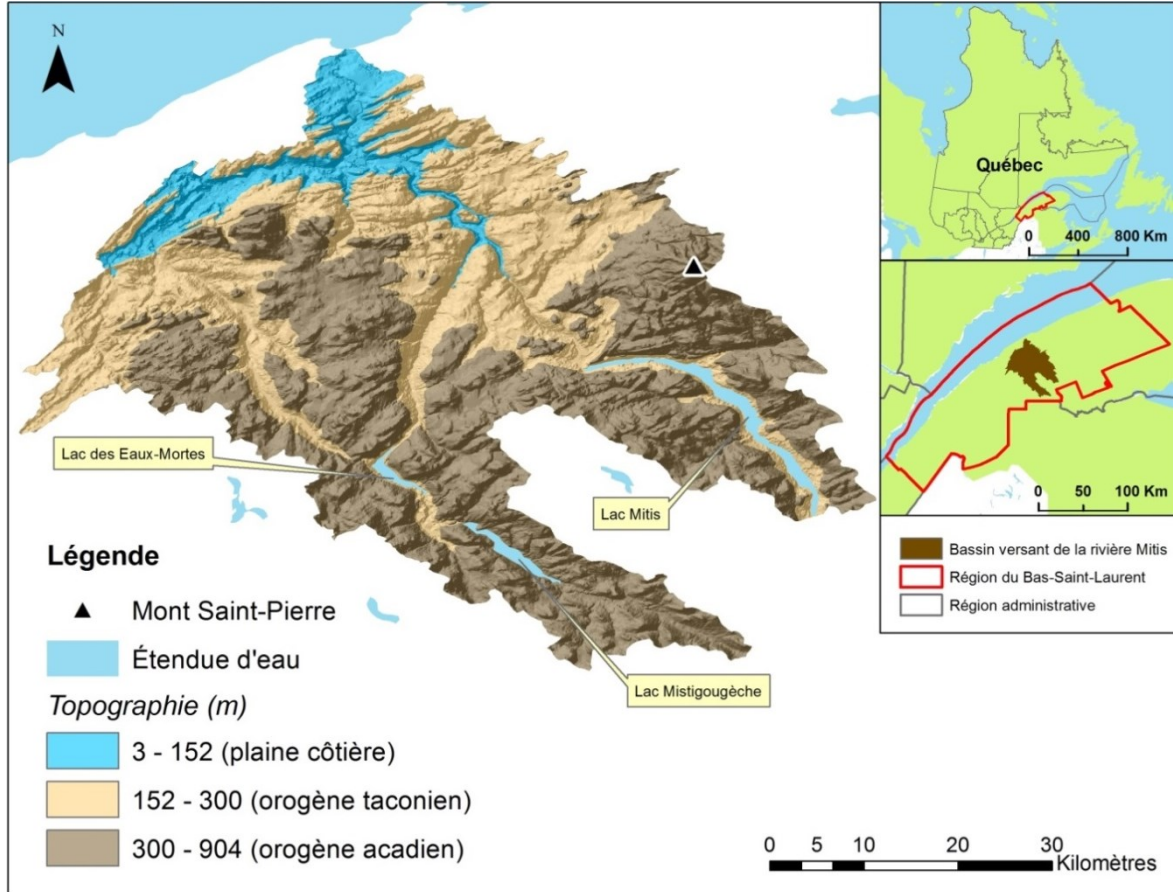 N
Lac des Eaux-Mortes
Lac Mitis
Lac Mistigougèche
Légende
Mont Saint-Pierre
Étendue d'eau
Topographie (m)
3 - 152 (plaine côtière)
152 - 300 (orogène taconien)
300 - 904 (orogène acadien)
0 5 10 20 30
Kilomètres
Québec
0 400 800 Km
0 50 100 Km
Bassin versant de la rivière Mitis
Région du Bas-Saint-Laurent
Région administrative